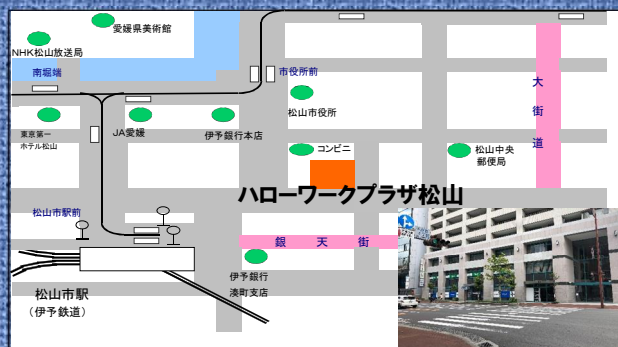 愛媛県美術館
NHK松山放送局
南堀端
市役所前
大街道
松山市役所
東京第一
ホテル松山
JA愛媛
伊予銀行本店
コンビニ
松山中央
郵便局
ハローワークプラザ松山
松山市駅前
銀天街
伊予銀行
湊町支店
松山市駅
(伊予鉄道)